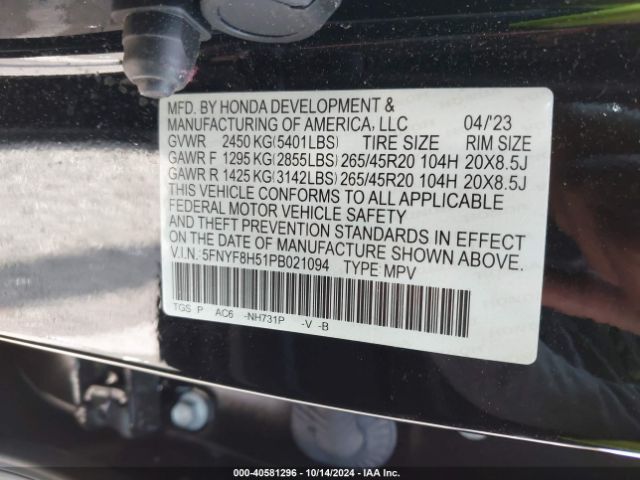 MFD. BY HONDA DEVELOPMENT &
MANUFACTURING OF AMERICA, LLC 04/'23
GVWR 2450 KG(5401LBS) TIRE SIZE RIM SIZE
GAWR F 1295 KG(2855LBS) 265/45R20 104H 20X8.5J
GAWR R 1425 KG(3142LBS) 265/45R20 104H 20X8.5J
THIS VEHICLE CONFORMS TO ALL APPLICABLE
FEDERAL MOTOR VEHICLE SAFETY
AND THEFT PREVENTION STANDARDS IN EFFECT
ON THE DATE OF MANUFACTURE SHOWN ABOVE.
V.I.N. 5FNYF8H51PB021094 TYPE MPV
TGS P AC6 -NH731P -V -B
000-40581296 - 10/14/2024 - IAA Inc.